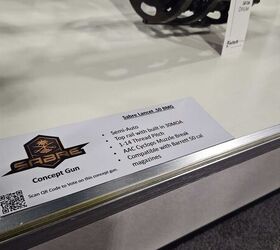 Sabre Lancer .50 BMG
Semi-Auto
Top rail with built in 30MOA
1-14 Thread Pitch
AAC Cyclops Muzzle Break
Compatible with Barrett 50 cal
magazines
SABRE
Concept Gun
Scan QR Code to Vote on this concept gun.